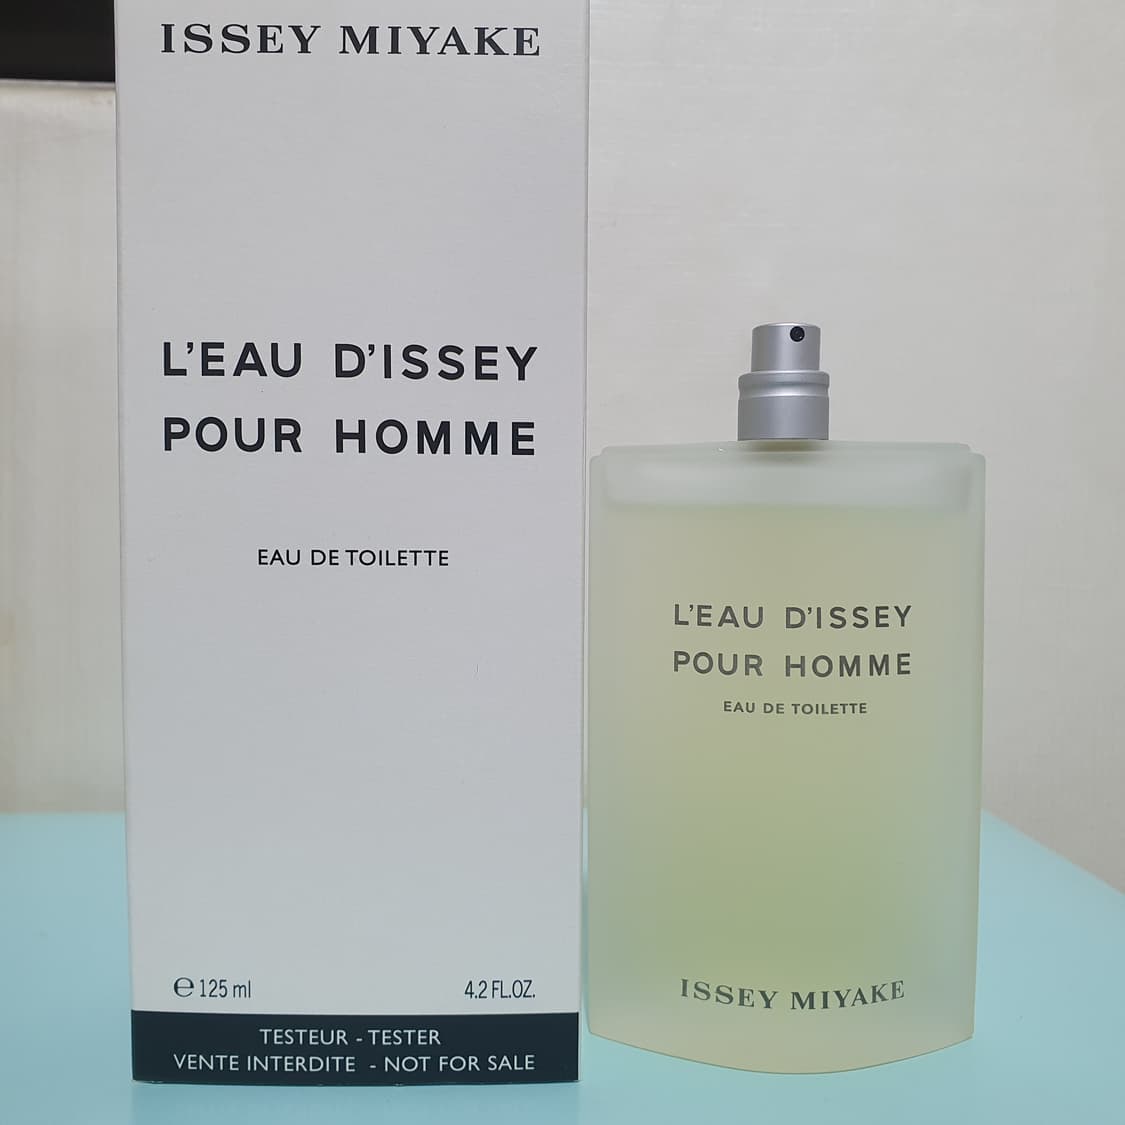 ISSEY MIYAKE
L’EAU D’ISSEY
POUR HOMME
EAU DE TOILETTE
℮ 125 ml 4.2 FL.OZ.
TESTEUR - TESTER
VENTE INTERDITE - NOT FOR SALE
L’EAU D’ISSEY
POUR HOMME
EAU DE TOILETTE
ISSEY MIYAKE